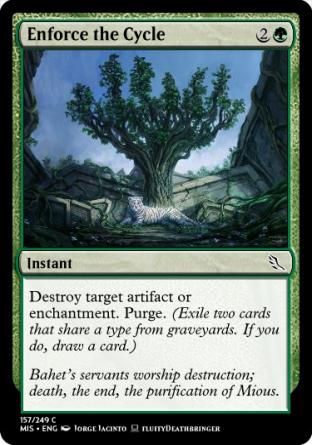 Enforce the Cycle 2
Instant
Destroy target artifact or
enchantment. Purge. (Exile two cards
that share a type from graveyards. If you
do, draw a card.)
Bahet's servants worship destruction;
death, the end, the purification of Mious.
157/249 C
MIS • ENG Jorge Jacinto fluffyDeathbringer